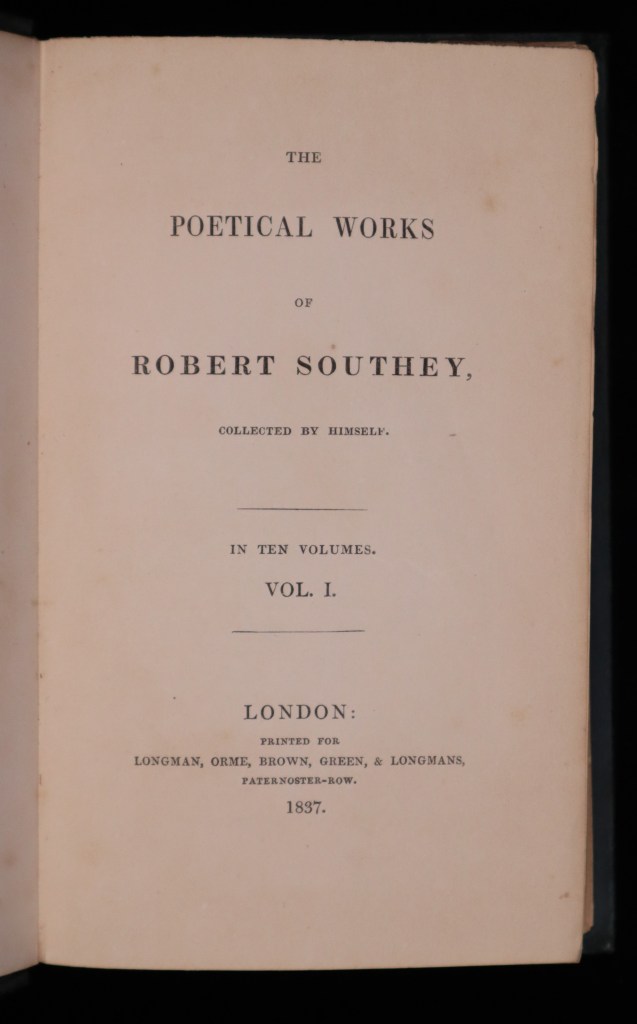 THE
POETICAL WORKS
OF
ROBERT SOUTHEY,
COLLECTED BY HIMSELF.
IN TEN VOLUMES.
VOL. I.
LONDON:
PRINTED FOR
LONGMAN, ORME, BROWN, GREEN, & LONGMANS,
PATERNOSTER-ROW.
1837.